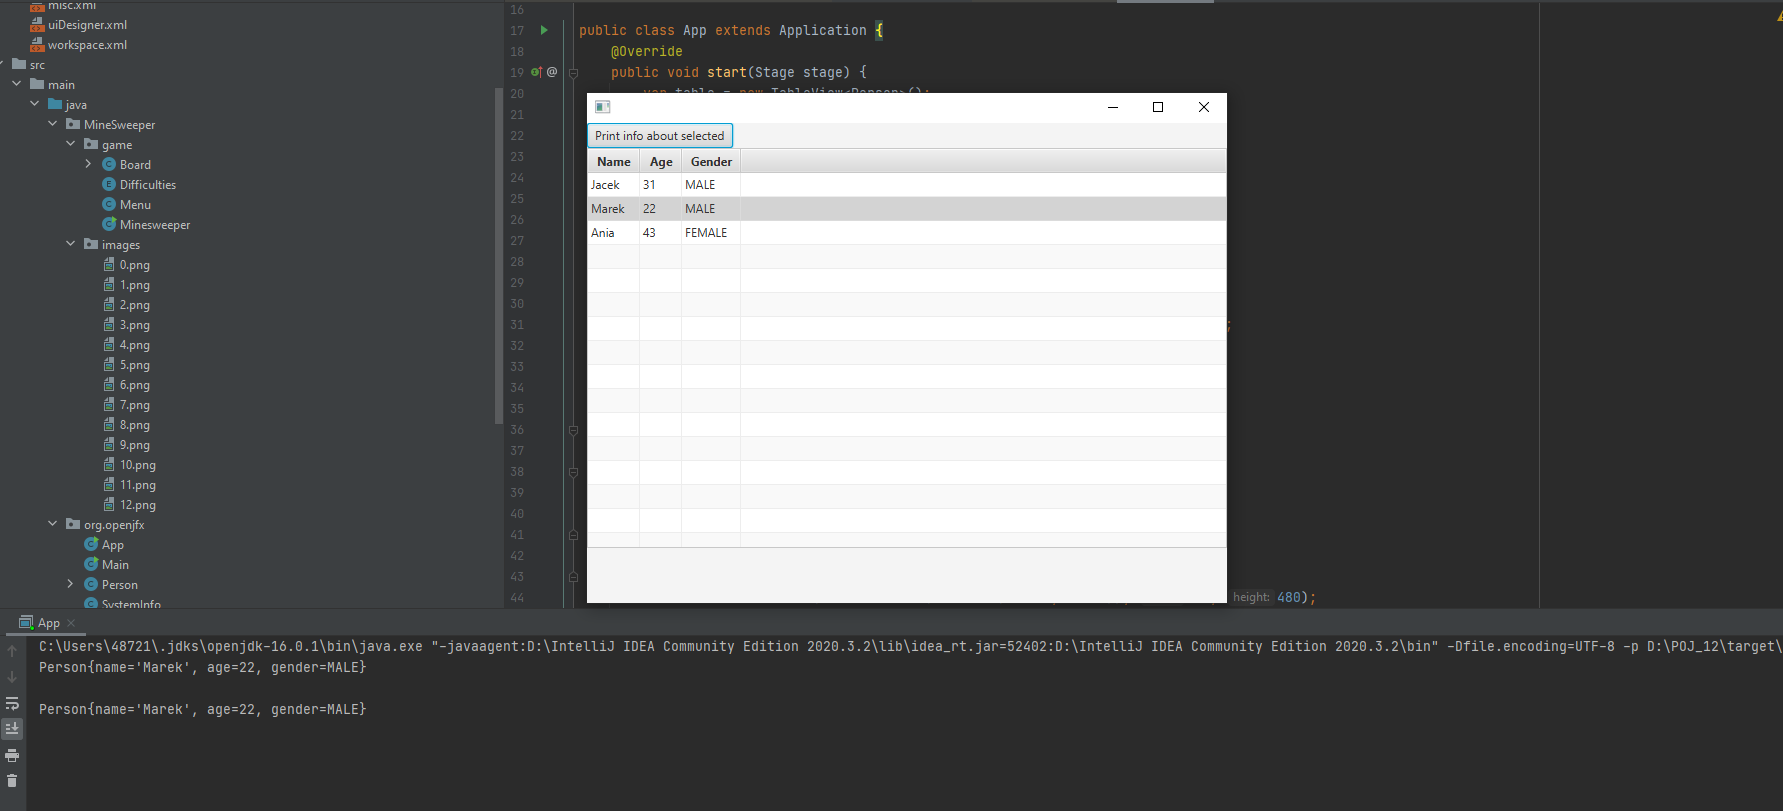 misc.xml
uiDesigner.xml
workspace.xml
src
main
java
MineSweeper
game
Board
Difficulties
Menu
Minesweeper
images
0.png
1.png
2.png
3.png
4.png
5.png
6.png
7.png
8.png
9.png
10.png
11.png
12.png
org.openjfx
App
Main
Person
SystemInfo
16
17 public class App extends Application {
18 @Override
19 @ public void start(Stage stage) {
20 var table = new TableView<Person>();
21
22
23
24
25
26
27
28
29
30
31 ;
32
33
34
35
36
37
38
39
40
41
42
43
44 height: 480);
Print info about selected
Name Age Gender
Jacek 31 MALE
Marek 22 MALE
Ania 43 FEMALE
App
C:\Users\48721\.jdks\openjdk-16.0.1\bin\java.exe "-javaagent:D:\IntelliJ IDEA Community Edition 2020.3.2\lib\idea_rt.jar=52402:D:\IntelliJ IDEA Community Edition 2020.3.2\bin" -Dfile.encoding=UTF-8 -p D:\POJ_12\target\
Person{name='Marek', age=22, gender=MALE}
Person{name='Marek', age=22, gender=MALE}